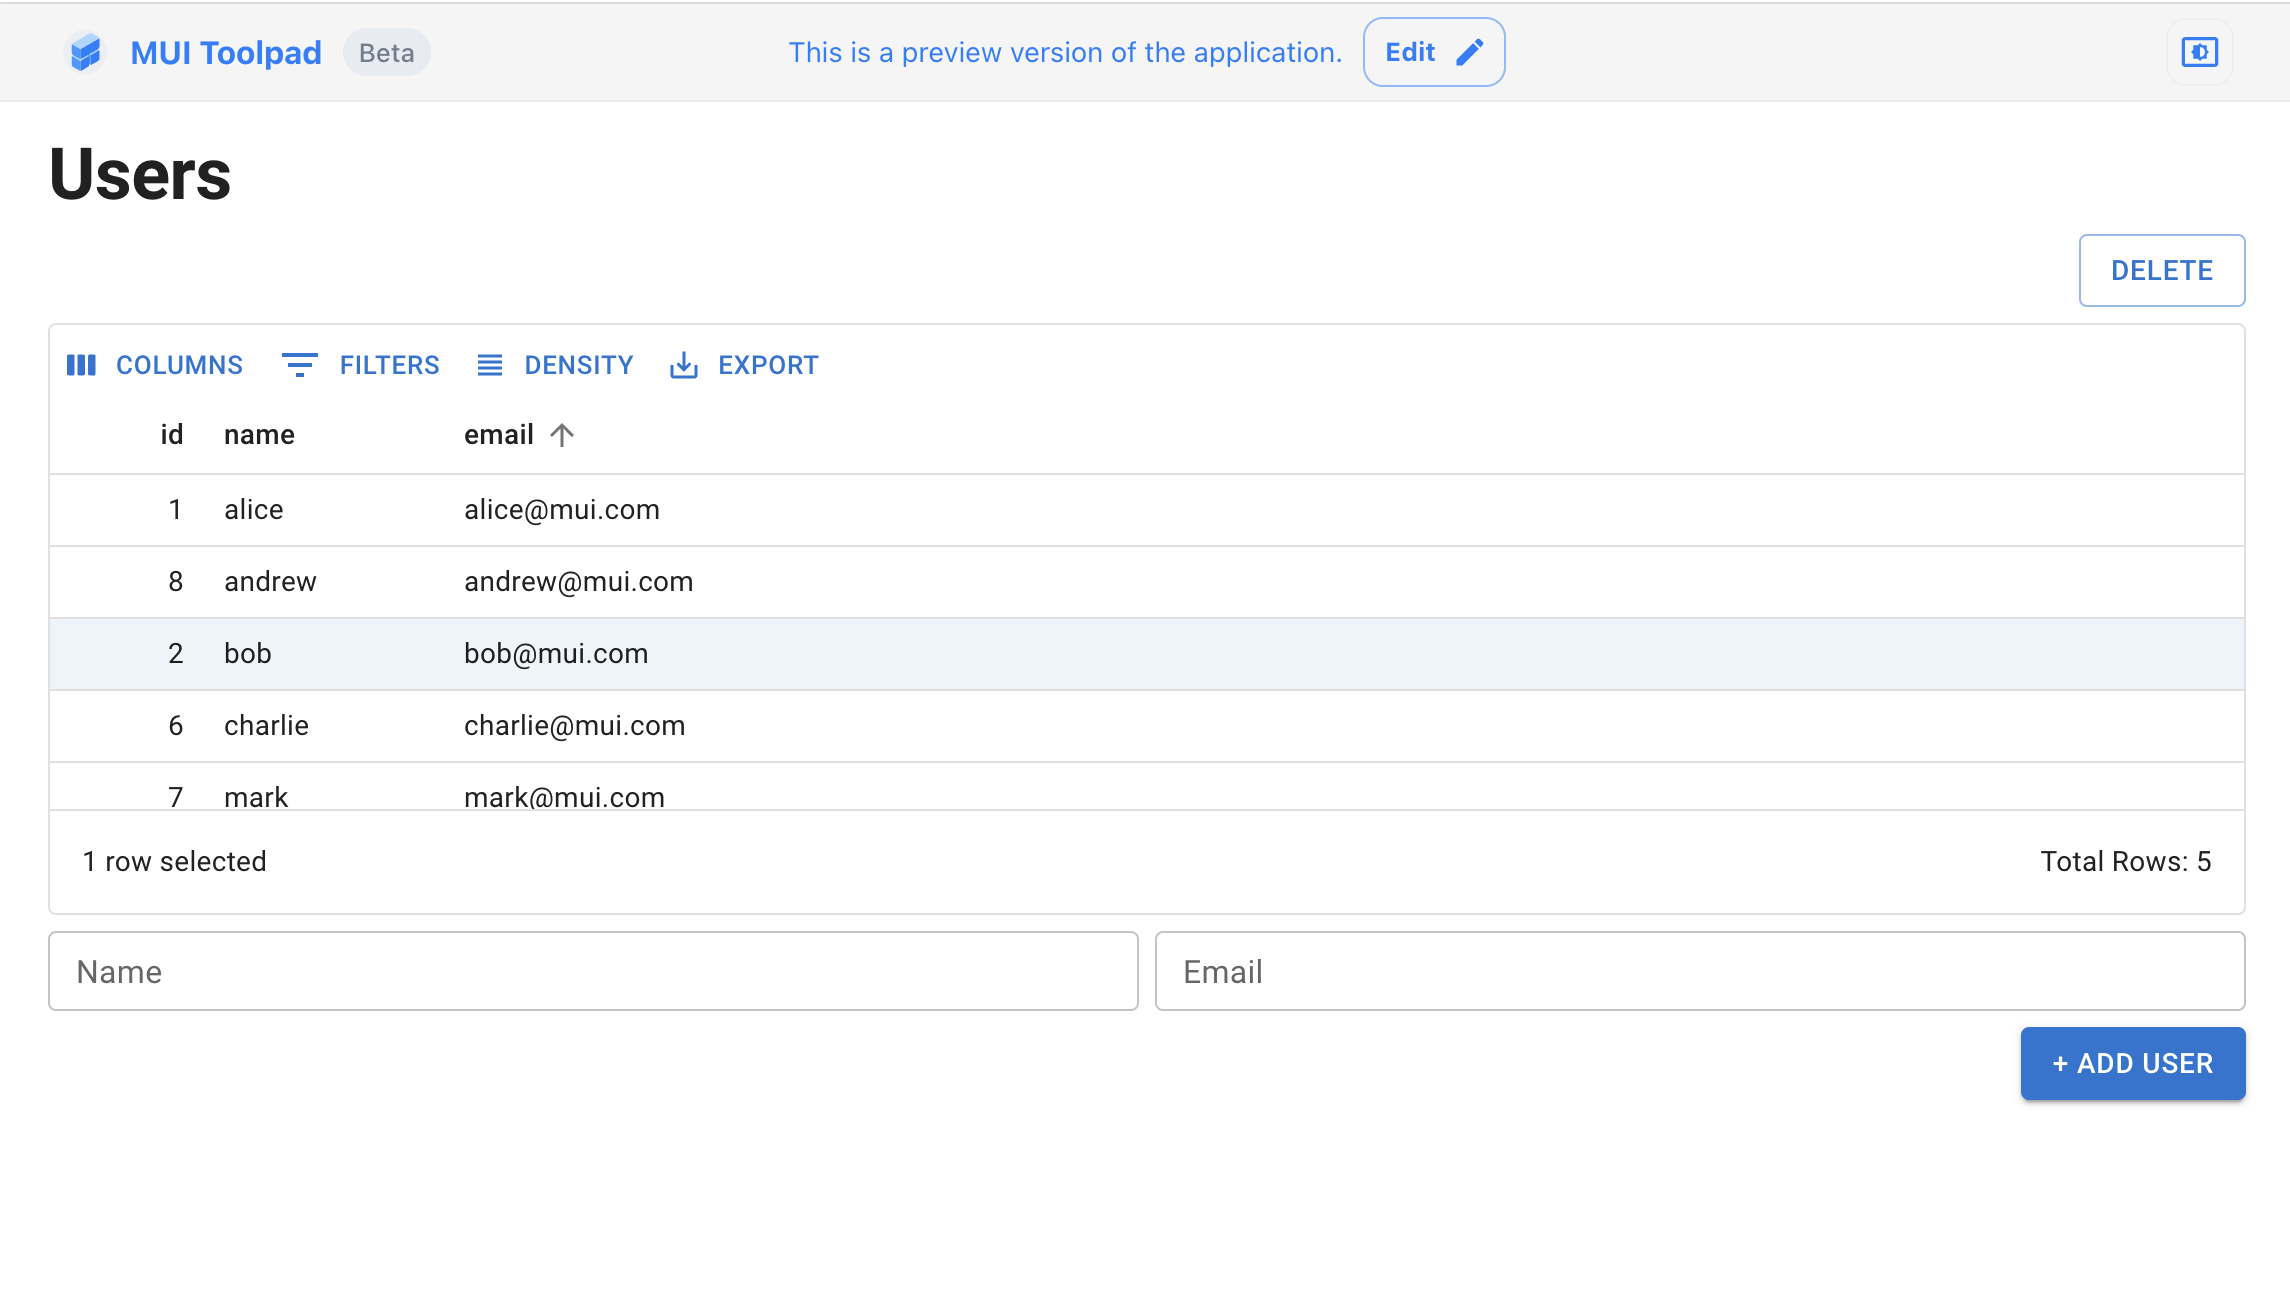 MUI Toolpad Beta This is a preview version of the application. Edit
Users
DELETE
COLUMNS FILTERS DENSITY EXPORT
id name email
1 alice alice@mui.com
8 andrew andrew@mui.com
2 bob bob@mui.com
6 charlie charlie@mui.com
7 mark mark@mui.com
1 row selected Total Rows: 5
Name Email
+ ADD USER